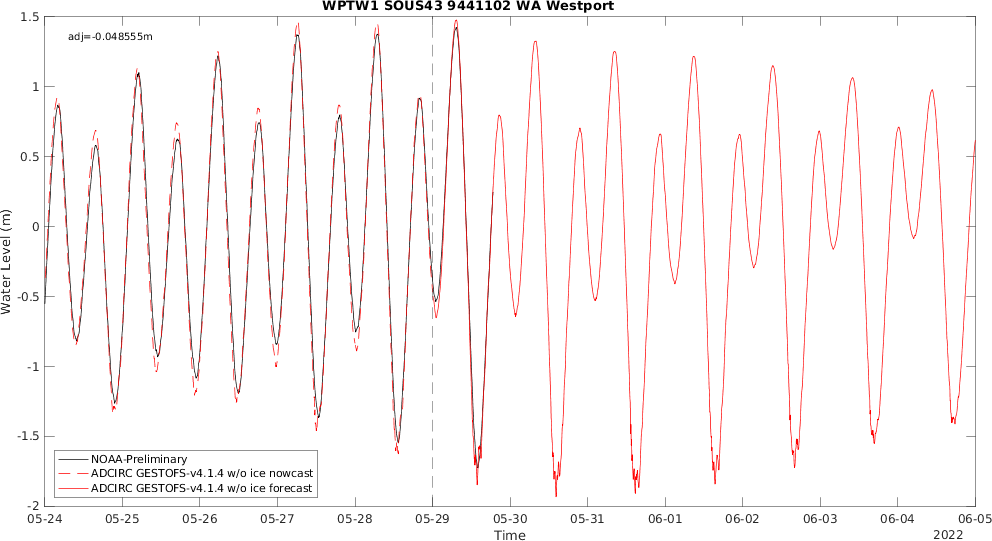 WPTW1 SOUS43 9441102 WA Westport
adj=-0.048555m
Water Level (m)
1.5
1
0.5
0
-0.5
-1
-1.5
-2
NOAA-Preliminary
ADCIRC GESTOFS-v4.1.4 w/o ice nowcast
ADCIRC GESTOFS-v4.1.4 w/o ice forecast
05-24 05-25 05-26 05-27 05-28 05-29 05-30 05-31 06-01 06-02 06-03 06-04 06-05
Time
2022